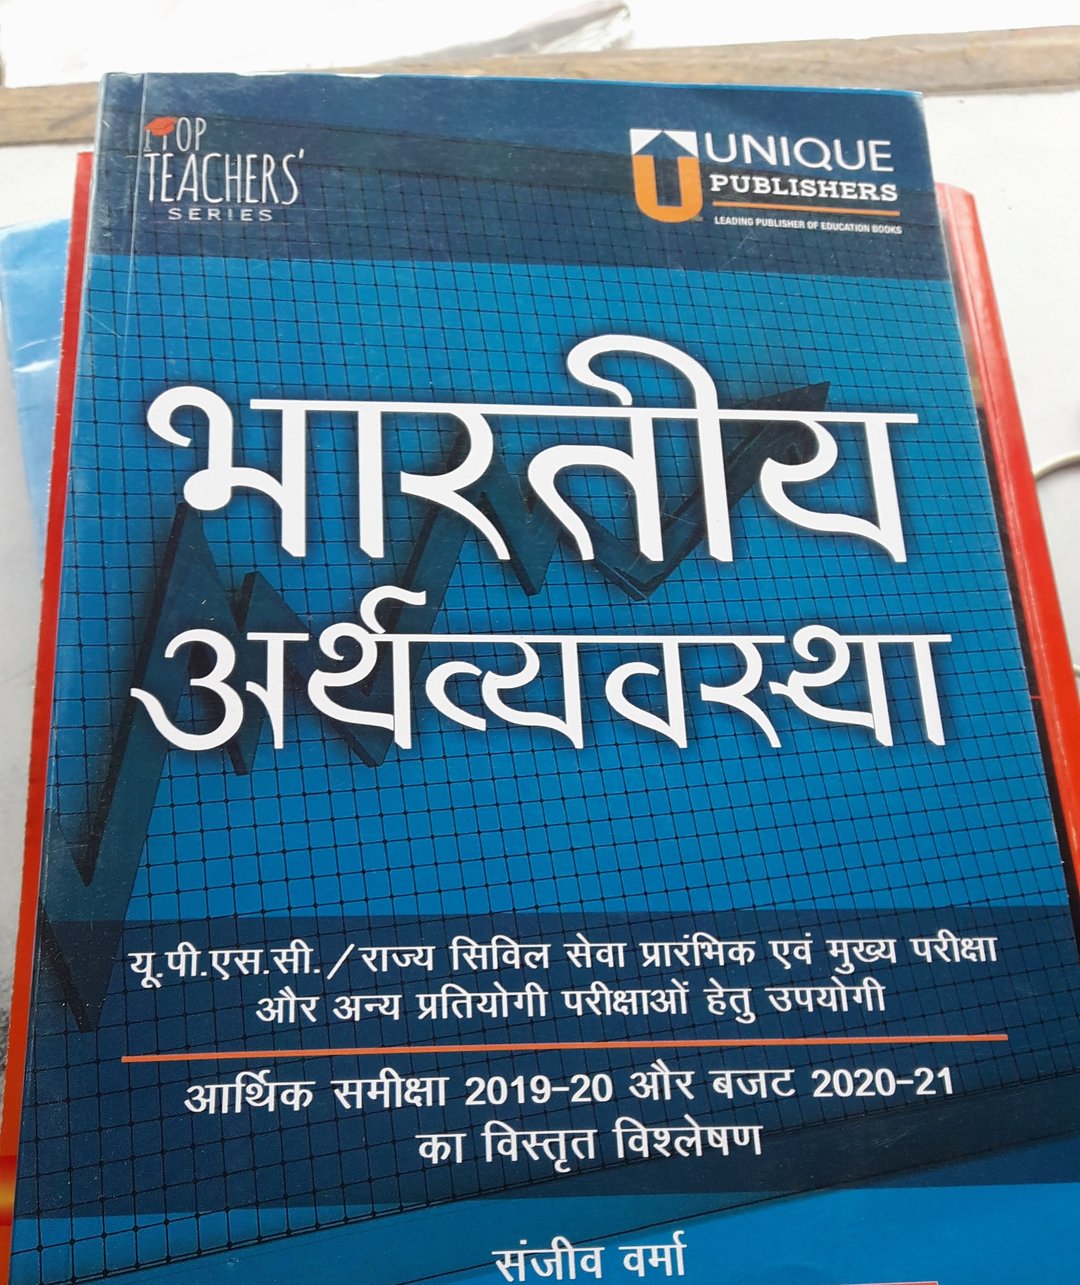 TOP
TEACHERS'
SERIES
UNIQUE
PUBLISHERS
LEADING PUBLISHER OF EDUCATION BOOKS
भारतीय
अर्थव्यवस्था
यू.पी.एस.सी./राज्य सिविल सेवा प्रारंभिक एवं मुख्य परीक्षा
और अन्य प्रतियोगी परीक्षाओं हेतु उपयोगी
आर्थिक समीक्षा 2019-20 और बजट 2020-21
का विस्तृत विश्लेषण
संजीव वर्मा